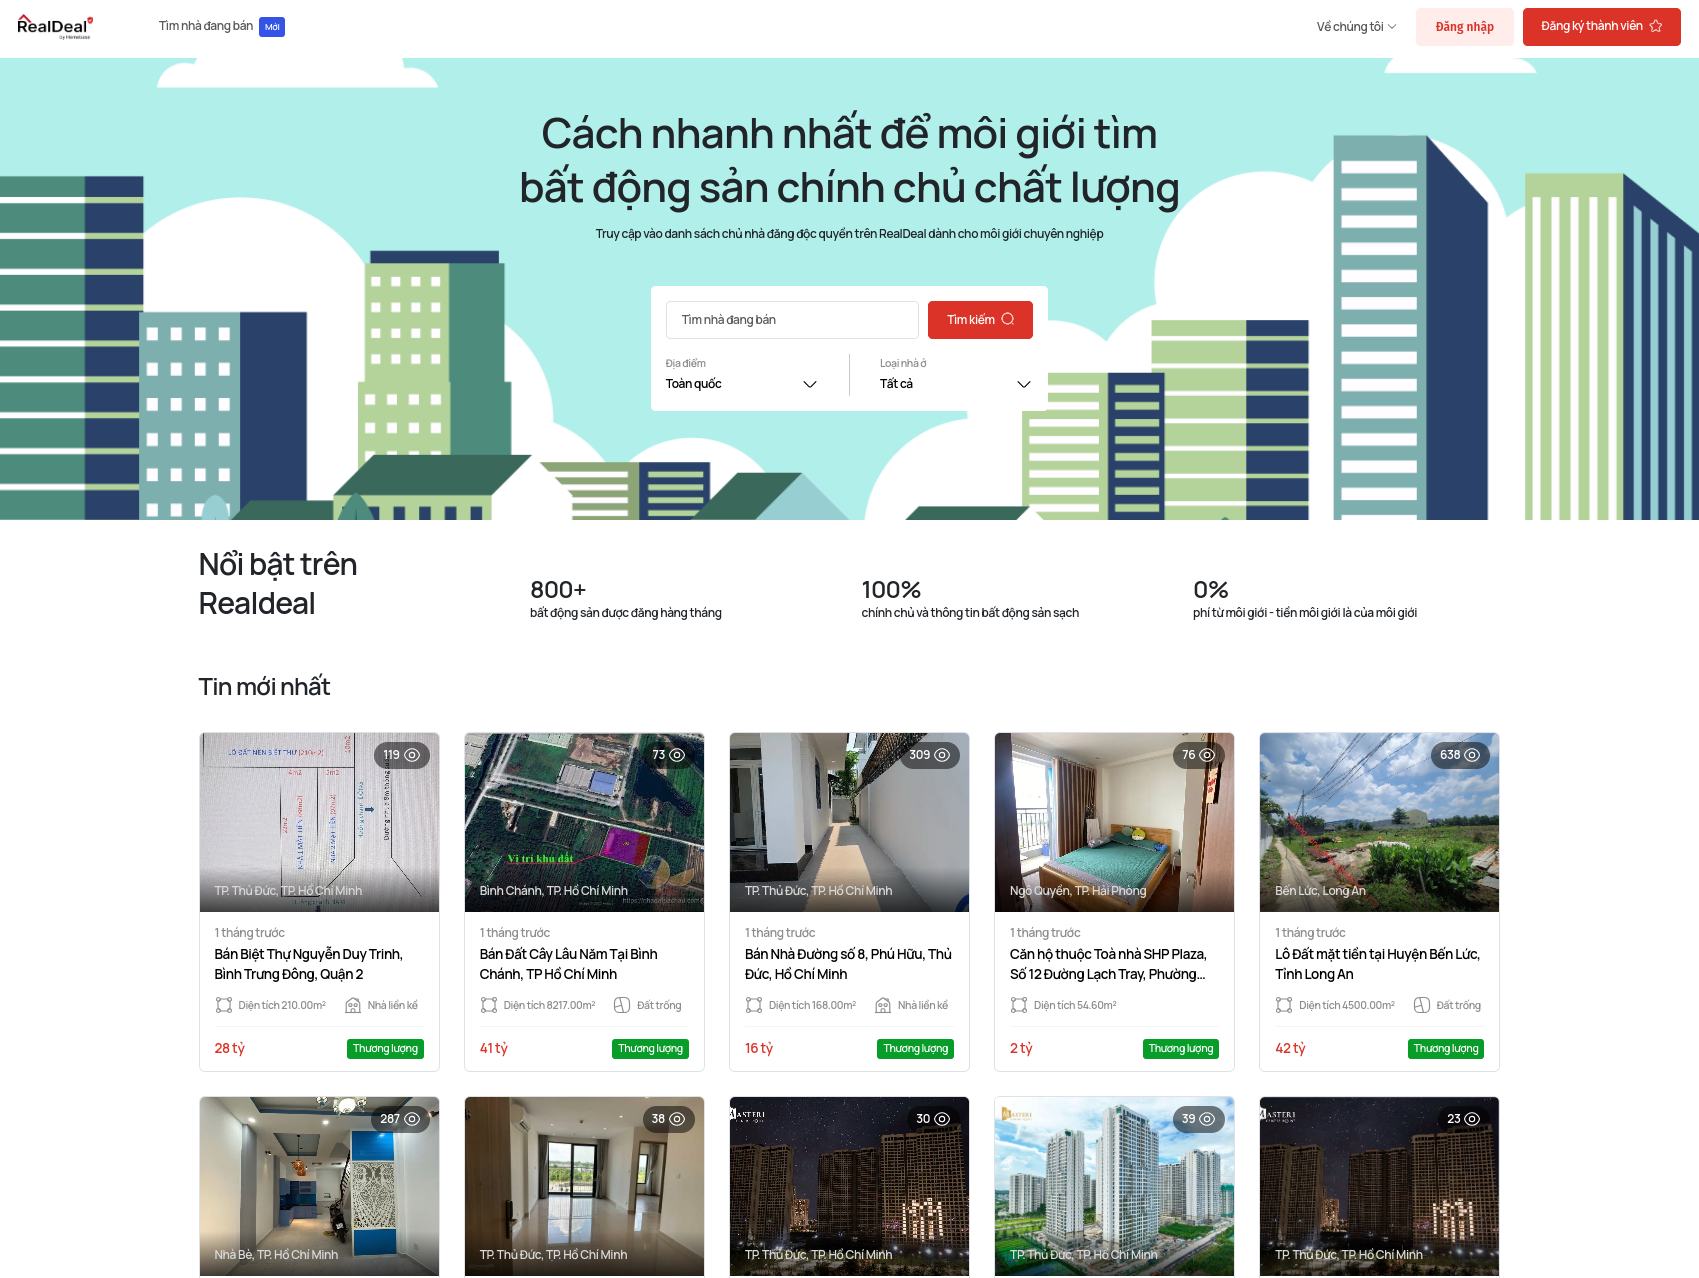 RealDeal
Tìm nhà đang bán Mới
Về chúng tôi
Đăng nhập
Đăng ký thành viên
Cách nhanh nhất để môi giới tìm
bất động sản chính chủ chất lượng
Truy cập vào danh sách chủ nhà đăng độc quyền trên RealDeal dành cho môi giới chuyên nghiệp
Tìm nhà đang bán
Tìm kiếm
Địa điểm
Toàn quốc
Loại nhà ở
Tất cả
Nổi bật trên
Realdeal
800+
bất động sản được đăng hàng tháng
100%
chính chủ và thông tin bất động sản sạch
0%
phí từ môi giới - tiền môi giới là của môi giới
Tin mới nhất
119
LÔ ĐẤT NỀN BIỆT THỰ (210m2)
TP. Thủ Đức, TP. Hồ Chí Minh
1 tháng trước
Bán Biệt Thự Nguyễn Duy Trinh,
Bình Trưng Đông, Quận 2
Diện tích 210.00m²
Nhà liền kề
28 tỷ
Thương lượng
73
Vị trí khu đất
Bình Chánh, TP. Hồ Chí Minh
1 tháng trước
Bán Đất Cây Lâu Năm Tại Bình
Chánh, TP Hồ Chí Minh
Diện tích 8217.00m²
Đất trống
41 tỷ
Thương lượng
309
TP. Thủ Đức, TP. Hồ Chí Minh
1 tháng trước
Bán Nhà Đường số 8, Phú Hữu, Thủ
Đức, Hồ Chí Minh
Diện tích 168.00m²
Nhà liền kề
16 tỷ
Thương lượng
76
Ngô Quyền, TP. Hải Phòng
1 tháng trước
Căn hộ thuộc Toà nhà SHP Plaza,
Số 12 Đường Lạch Tray, Phường...
Diện tích 54.60m²
2 tỷ
Thương lượng
638
Bến Lức, Long An
1 tháng trước
Lô Đất mặt tiền tại Huyện Bến Lức,
Tỉnh Long An
Diện tích 4500.00m²
Đất trống
42 tỷ
Thương lượng
287
Nhà Bè, TP. Hồ Chí Minh
38
TP. Thủ Đức, TP. Hồ Chí Minh
30
TP. Thủ Đức, TP. Hồ Chí Minh
39
TP. Thủ Đức, TP. Hồ Chí Minh
23
TP. Thủ Đức, TP. Hồ Chí Minh